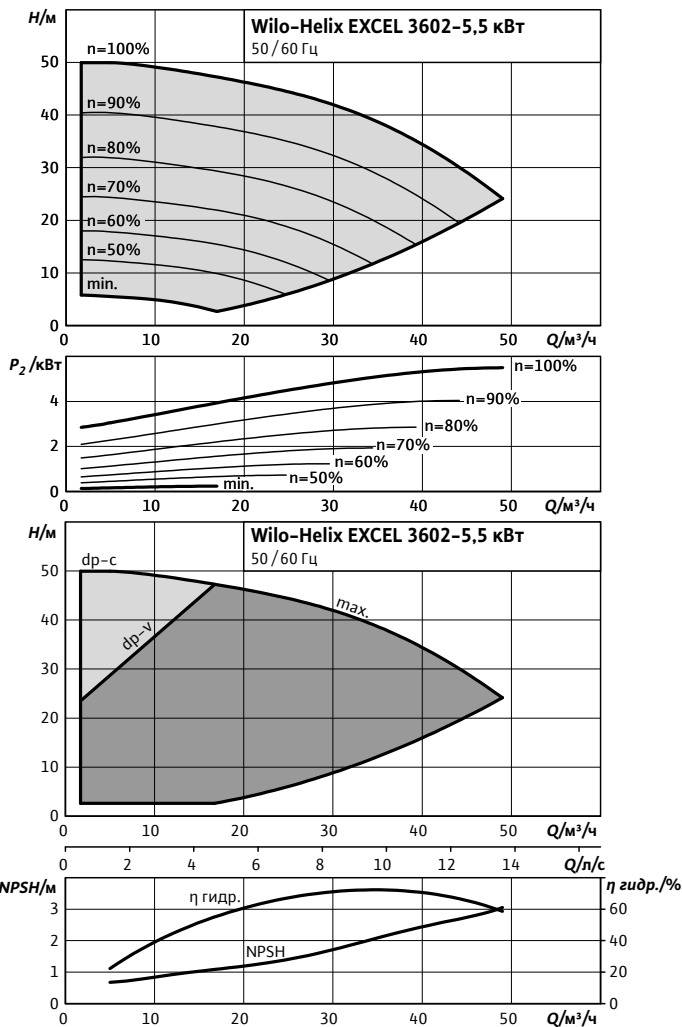 H/м
Wilo-Helix EXCEL 3602-5,5 кВт
50 / 60 Гц
n=100%
50
n=90%
40
n=80%
30
n=70%
20
n=60%
n=50%
10
min.
0
0 10 20 30 40 50 Q/м³/ч
P₂ /кВт
n=100%
4
n=90%
n=80%
2
n=70%
n=60%
n=50%
min.
0
0 10 20 30 40 50 Q/м³/ч
H/м
Wilo-Helix EXCEL 3602-5,5 кВт
50 / 60 Гц
dp-c
50
max.
40
dp-v
30
20
10
0
0 10 20 30 40 50 Q/м³/ч
0 2 4 6 8 10 12 14 Q/л/с
NPSH/м η гидр./%
η гидр.
3 60
2 40
NPSH
1 20
0 0
0 10 20 30 40 50 Q/м³/ч